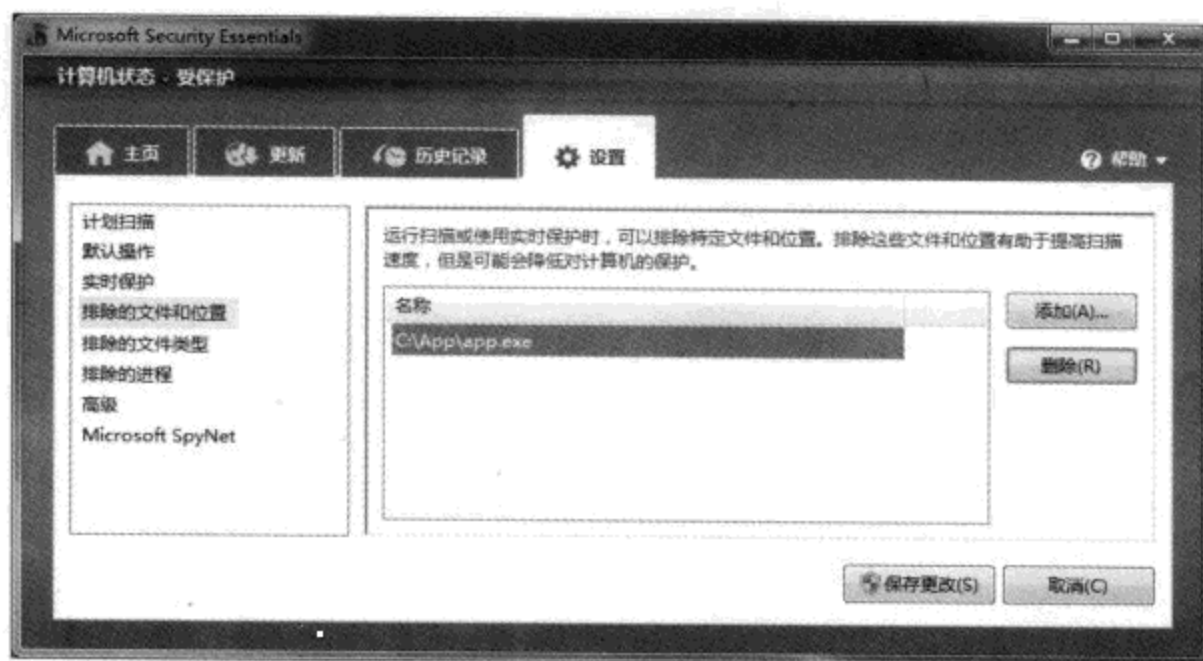 Microsoft Security Essentials
计算机状态 - 受保护
主页
更新
历史记录
设置
帮助
计划扫描
默认操作
实时保护
排除的文件和位置
排除的文件类型
排除的进程
高级
Microsoft SpyNet
运行扫描或使用实时保护时，可以排除特定文件和位置。排除这些文件和位置有助于提高扫描
速度，但是可能会降低对计算机的保护。
名称
C:\App\app.exe
添加(A)...
删除(R)
保存更改(S)
取消(C)